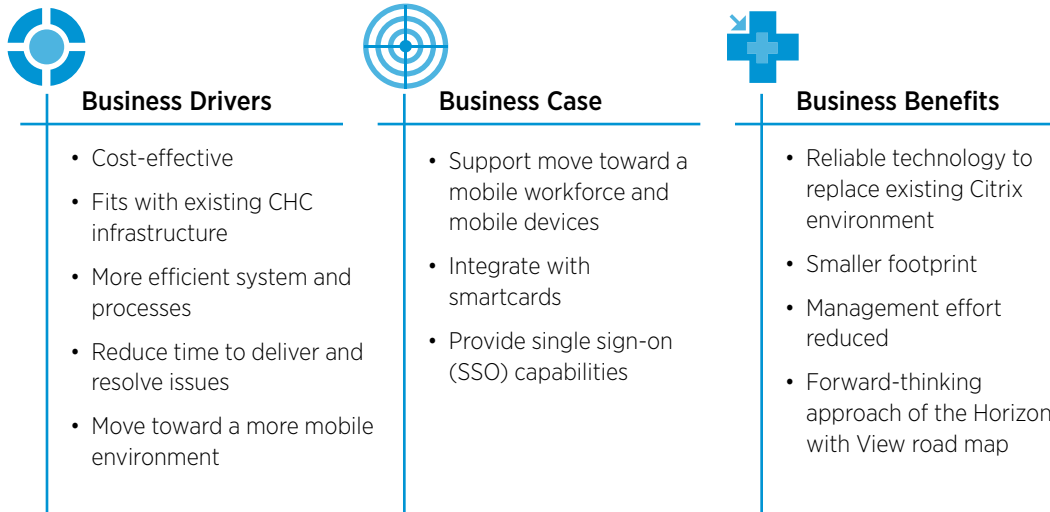 Business Drivers
• Cost-effective
• Fits with existing CHC
infrastructure
• More efficient system and
processes
• Reduce time to deliver and
resolve issues
• Move toward a more mobile
environment
Business Case
• Support move toward a
mobile workforce and
mobile devices
• Integrate with
smartcards
• Provide single sign-on
(SSO) capabilities
Business Benefits
• Reliable technology to
replace existing Citrix
environment
• Smaller footprint
• Management effort
reduced
• Forward-thinking
approach of the Horizon
with View road map